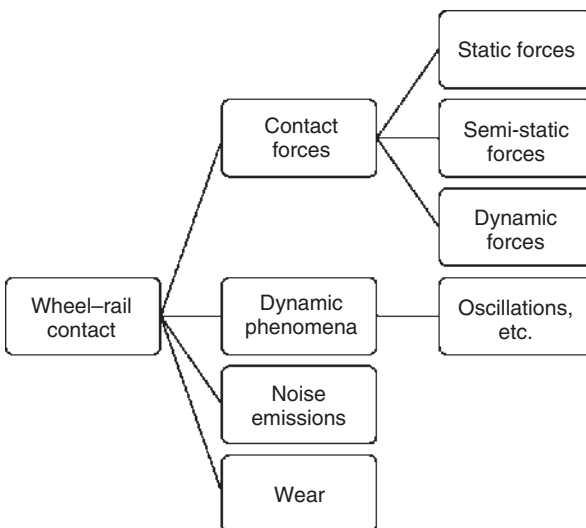 Static forces
Contact
forces
Semi-static
forces
Dynamic
forces
Wheel–rail
contact
Dynamic
phenomena
Oscillations,
etc.
Noise
emissions
Wear